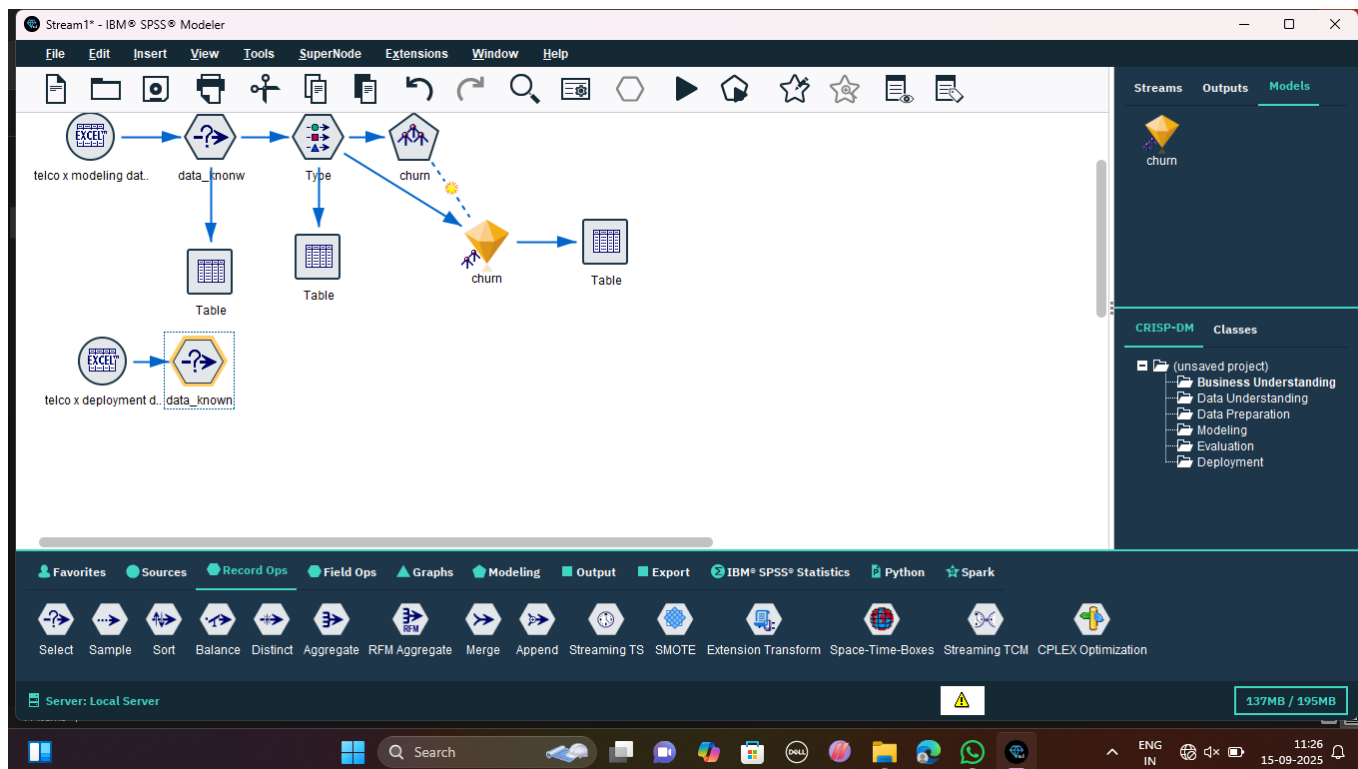 Stream1* - IBM® SPSS® Modeler
File Edit Insert View Tools SuperNode Extensions Window Help
Streams Outputs Models
churn
EXCEL™
telco x modeling dat.. data_knonw Type churn
churn
Table
Table
Table
EXCEL™
telco x deployment d.. data_known
CRISP-DM Classes
(unsaved project)
Business Understanding
Data Understanding
Data Preparation
Modeling
Evaluation
Deployment
Favorites Sources Record Ops Field Ops Graphs Modeling Output Export IBM® SPSS® Statistics Python Spark
RFM
Select Sample Sort Balance Distinct Aggregate RFM Aggregate Merge Append Streaming TS SMOTE Extension Transform Space-Time-Boxes Streaming TCM CPLEX Optimization
Server: Local Server
137MB / 195MB
Search
DELL
ENG
IN
11:26
15-09-2025